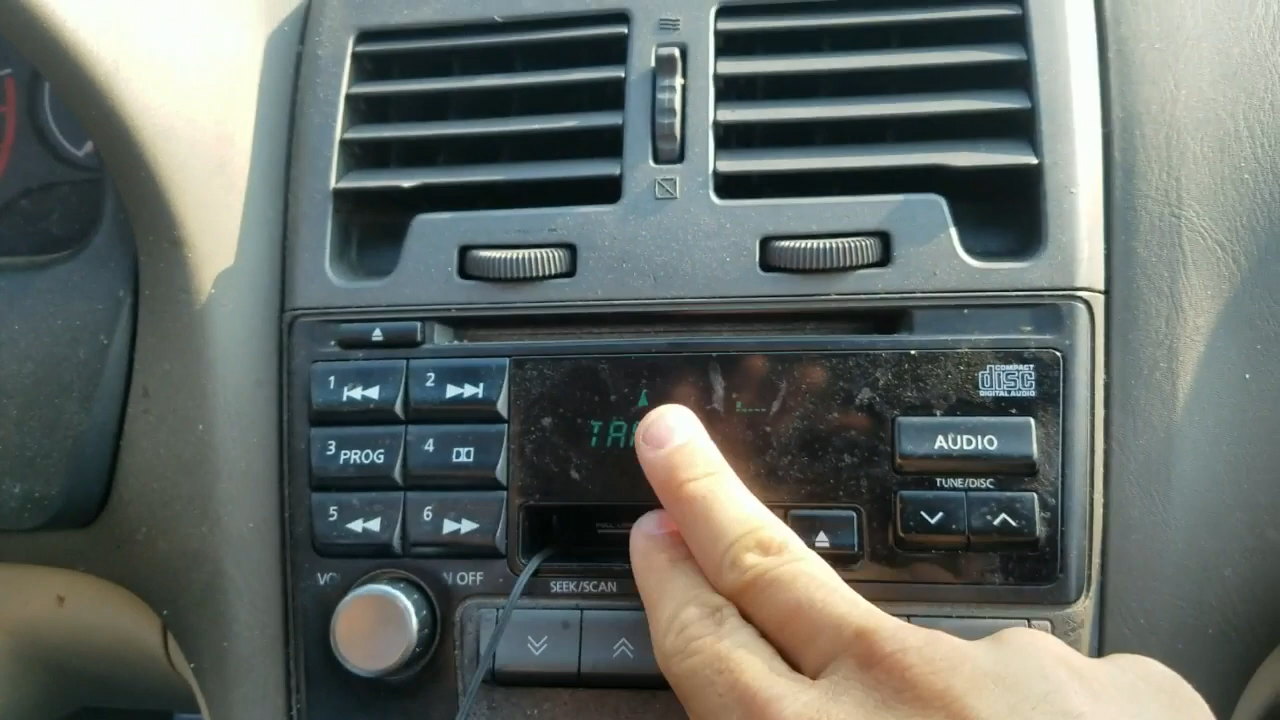 COMPACT
disc
DIGITAL AUDIO
1
2
3 PROG
4
AUDIO
TUNE/DISC
5
6
OFF
SEEK/SCAN